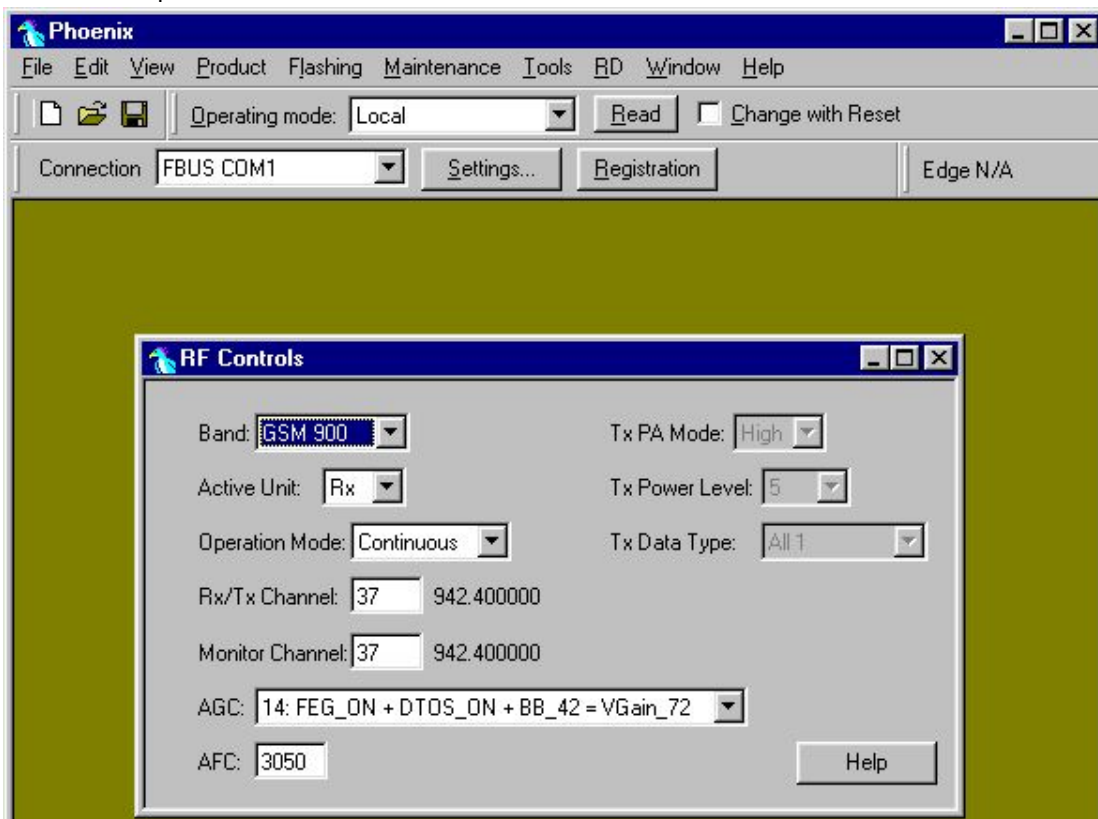 Phoenix
File Edit View Product Flashing Maintenance Tools RD Window Help
Operating mode: Local Read Change with Reset
Connection FBUS COM1 Settings... Registration Edge N/A
RF Controls
Band: GSM 900 Tx PA Mode: High
Active Unit: Rx Tx Power Level: 5
Operation Mode: Continuous Tx Data Type: All 1
Rx/Tx Channel: 37 942.400000
Monitor Channel: 37 942.400000
AGC: 14: FEG_ON + DTOS_ON + BB_42 = VGain_72
AFC: 3050 Help